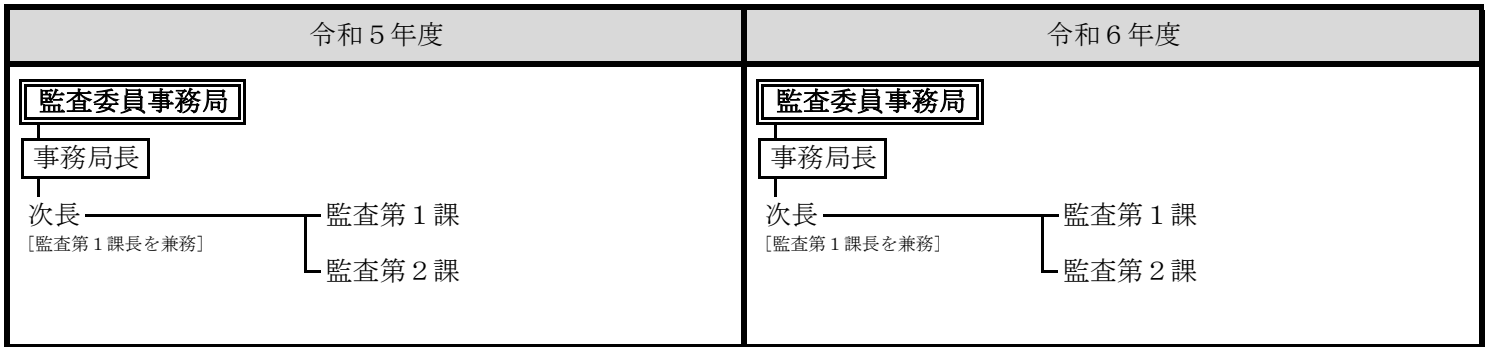 令和５年度
監査委員事務局
事務局長
次長
監査第１課
[監査第１課長を兼務]
監査第２課
令和６年度
監査委員事務局
事務局長
次長
監査第１課
[監査第１課長を兼務]
監査第２課